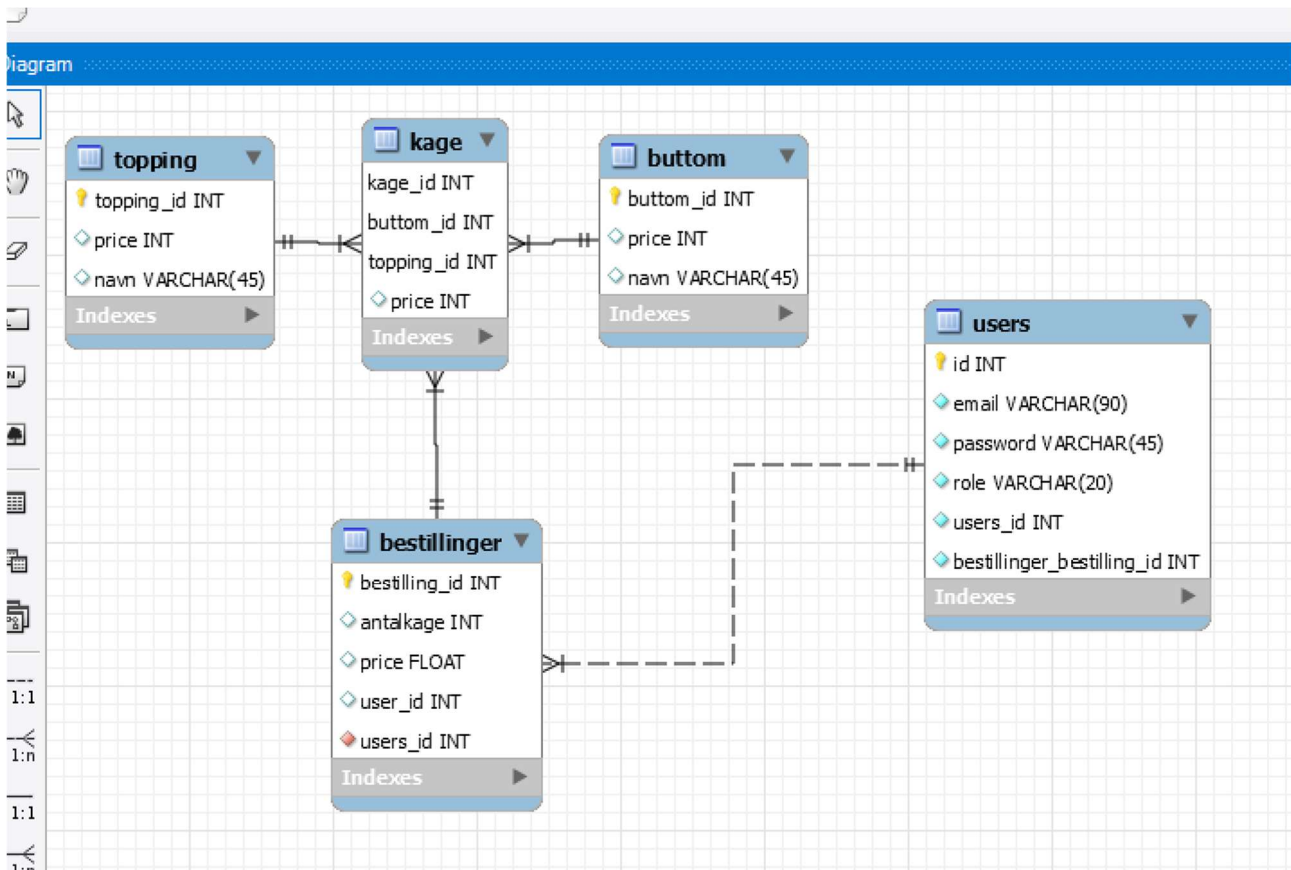 Diagram
topping
topping_id INT
price INT
navn VARCHAR(45)
Indexes
kage
kage_id INT
buttom_id INT
topping_id INT
price INT
Indexes
buttom
buttom_id INT
price INT
navn VARCHAR(45)
Indexes
users
id INT
email VARCHAR(90)
password VARCHAR(45)
role VARCHAR(20)
users_id INT
bestillinger_bestilling_id INT
Indexes
bestillinger
bestilling_id INT
antalkage INT
price FLOAT
user_id INT
users_id INT
Indexes
1:1
1:n
1:1